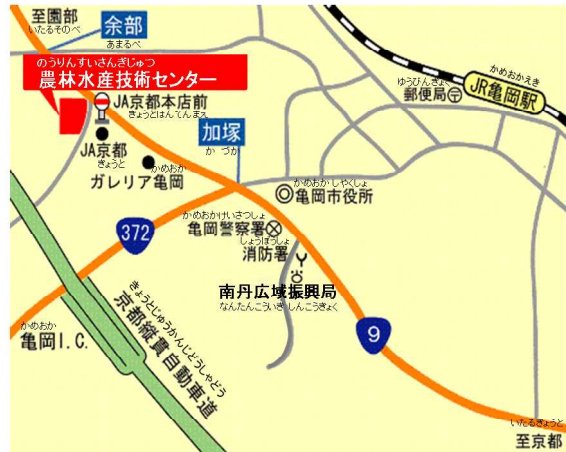 いたるそのべ
至園部
余部
あまるべ
のうりんすいさんぎじゅつ
農林水産技術センター
JA京都本店前
きょうとほんてんまえ
JA京都
きょうと
かめおか
ガレリア亀岡
加塚
かづか
ゆうびんきょく
郵便局
かめおかえき
JR亀岡駅
かめおかしやくしょ
亀岡市役所
かめおかけいさつしょ
亀岡警察署
しょうぼうしょ
消防署
372
南丹広域振興局
なんたんこういきしんこうきょく
9
かめおか
亀岡I.C.
きょうとじゅうかんじどうしゃどう
京都縦貫自動車道
いたるきょうと
至京都